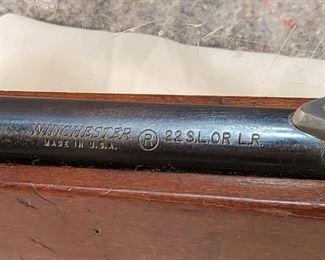 WINCHESTER ® 22 S.L.OR L.R.
MADE IN U.S.A.